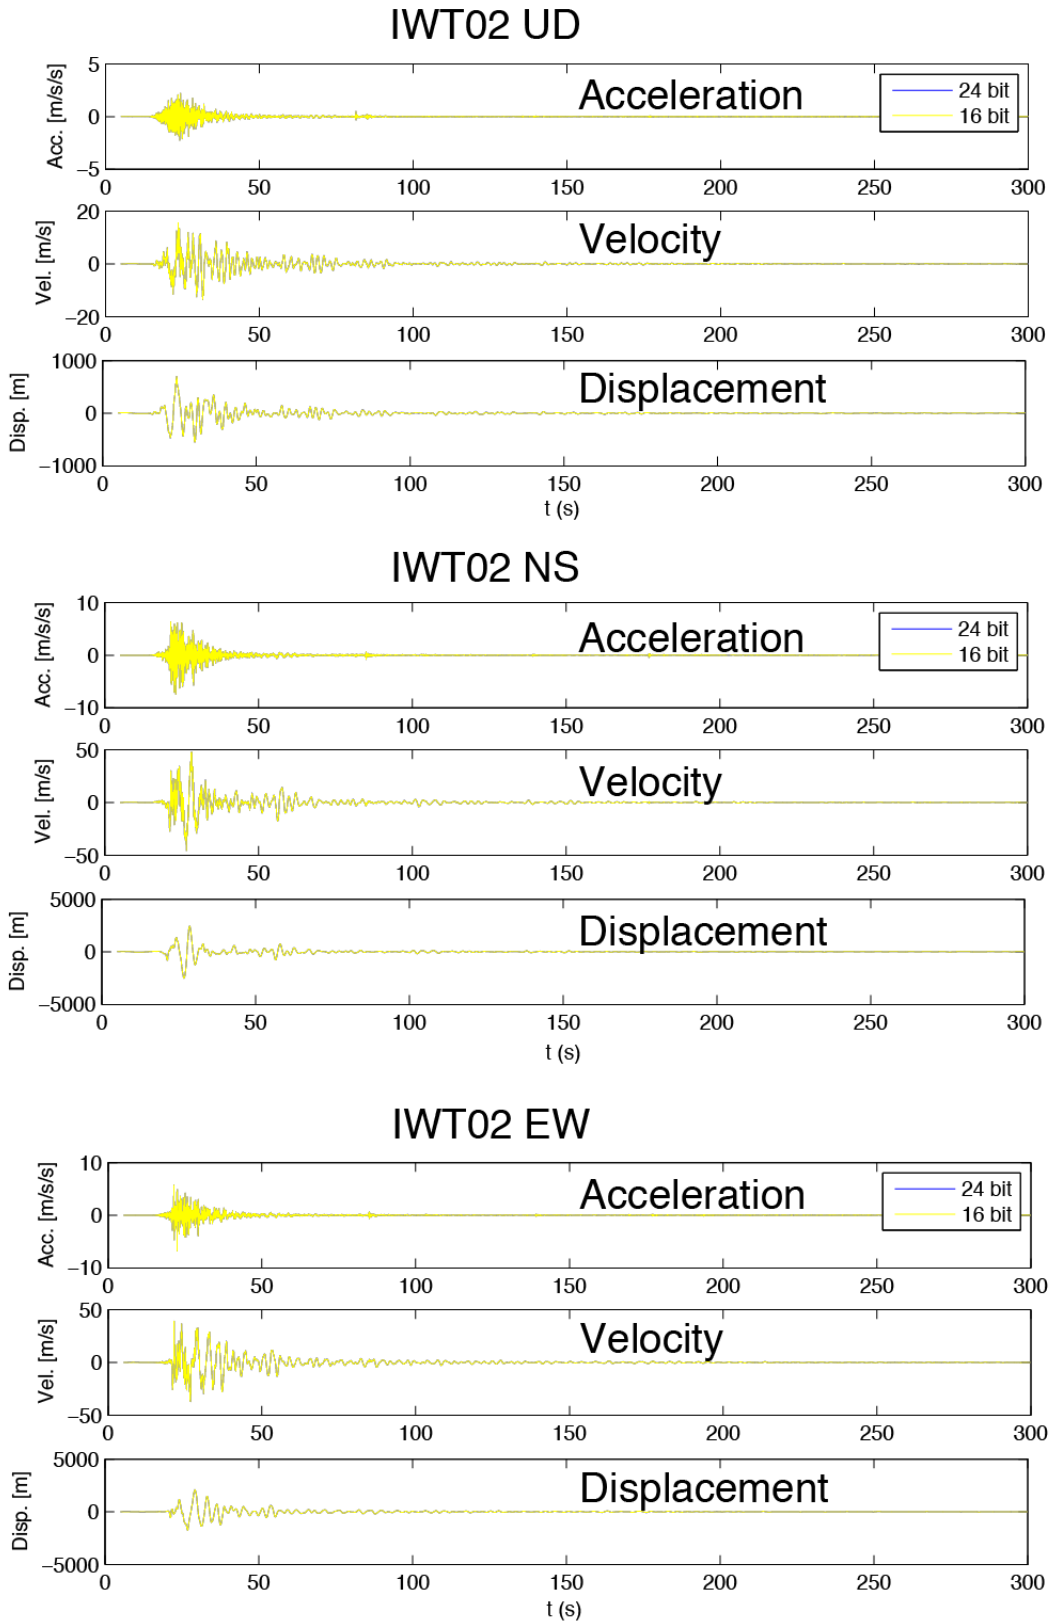 IWT02 UD
Acc. [m/s/s]
5
0
−5
Acceleration
24 bit
16 bit
0 50 100 150 200 250 300
Vel. [m/s]
20
0
−20
Velocity
0 50 100 150 200 250 300
Disp. [m]
1000
0
−1000
Displacement
0 50 100 150 200 250 300
t (s)
IWT02 NS
Acc. [m/s/s]
10
0
−10
Acceleration
24 bit
16 bit
0 50 100 150 200 250 300
Vel. [m/s]
50
0
−50
Velocity
0 50 100 150 200 250 300
Disp. [m]
5000
0
−5000
Displacement
0 50 100 150 200 250 300
t (s)
IWT02 EW
Acc. [m/s/s]
10
0
−10
Acceleration
24 bit
16 bit
0 50 100 150 200 250 300
Vel. [m/s]
50
0
−50
Velocity
0 50 100 150 200 250 300
Disp. [m]
5000
0
−5000
Displacement
0 50 100 150 200 250 300
t (s)